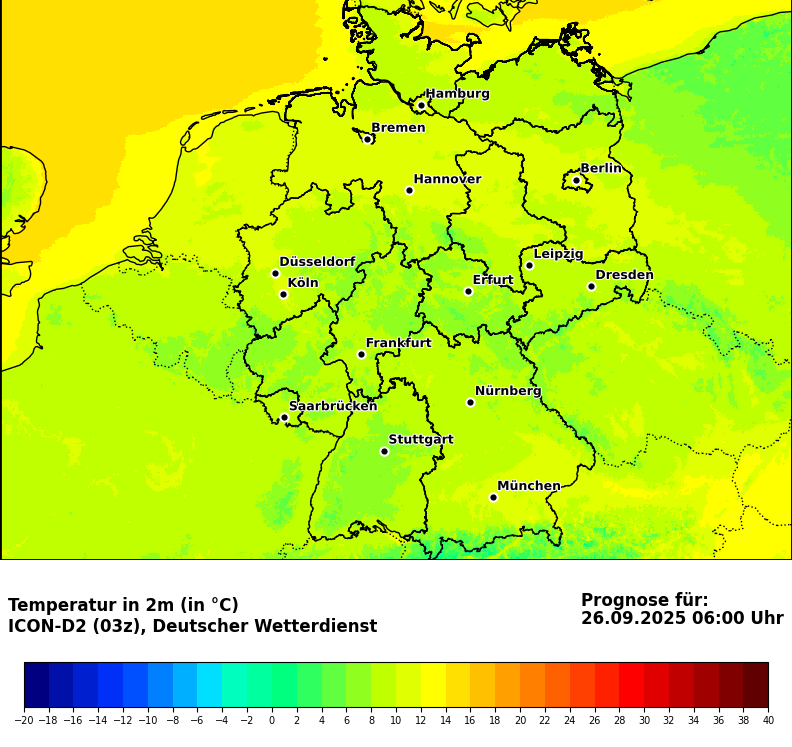 Hamburg
Bremen
Berlin
Hannover
Leipzig
Düsseldorf
Dresden
Köln
Erfurt
Frankfurt
Nürnberg
Saarbrücken
Stuttgart
München
Temperatur in 2m (in °C)
ICON-D2 (03z), Deutscher Wetterdienst
Prognose für:
26.09.2025 06:00 Uhr
−20 −18 −16 −14 −12 −10 −8 −6 −4 −2 0 2 4 6 8 10 12 14 16 18 20 22 24 26 28 30 32 34 36 38 40